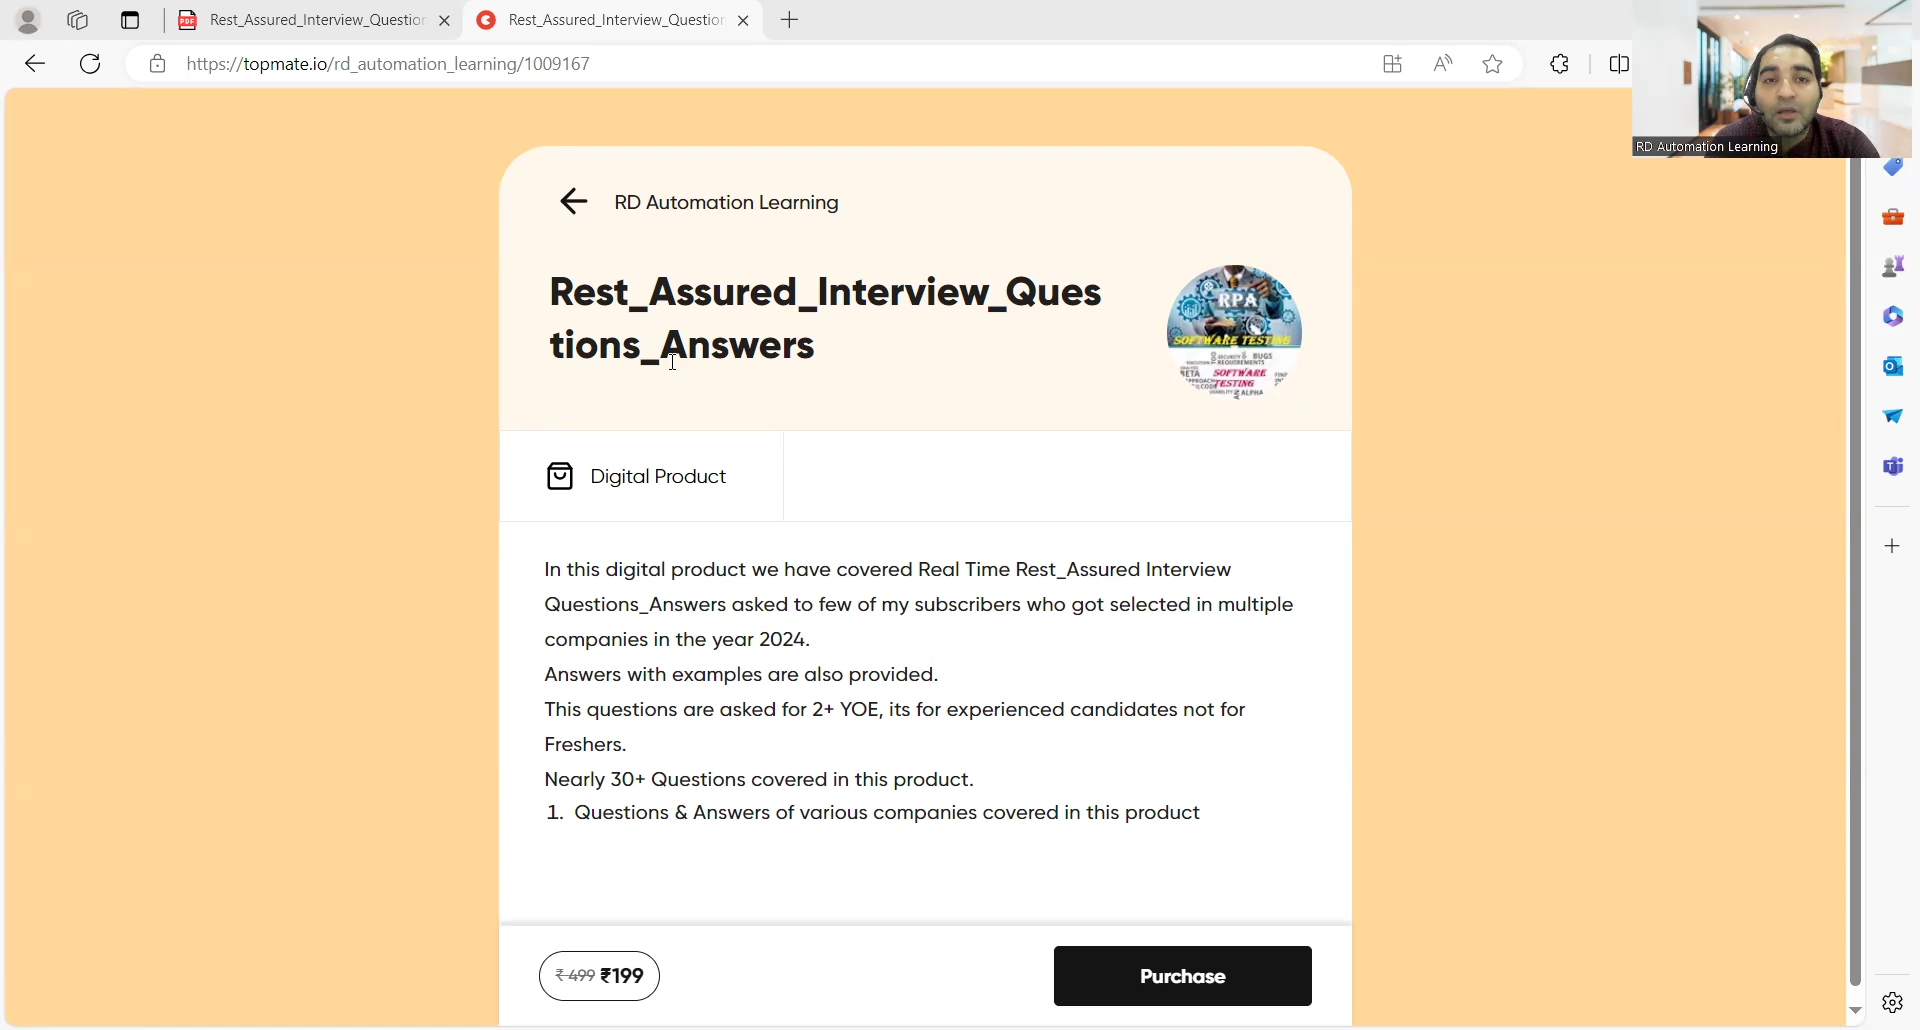 Rest_Assured_Interview_Question
Rest_Assured_Interview_Question
https://topmate.io/rd_automation_learning/1009167
RD Automation Learning
RD Automation Learning
Rest_Assured_Interview_Ques
tions_Answers
RPA
SOFTWARE TESTING
BUGS
REQUIREMENTS
BETA
SOFTWARE
TESTING
ALPHA
Digital Product
In this digital product we have covered Real Time Rest_Assured Interview
Questions_Answers asked to few of my subscribers who got selected in multiple
companies in the year 2024.
Answers with examples are also provided.
This questions are asked for 2+ YOE, its for experienced candidates not for
Freshers.
Nearly 30+ Questions covered in this product.
1. Questions & Answers of various companies covered in this product
₹ 499 ₹199
Purchase